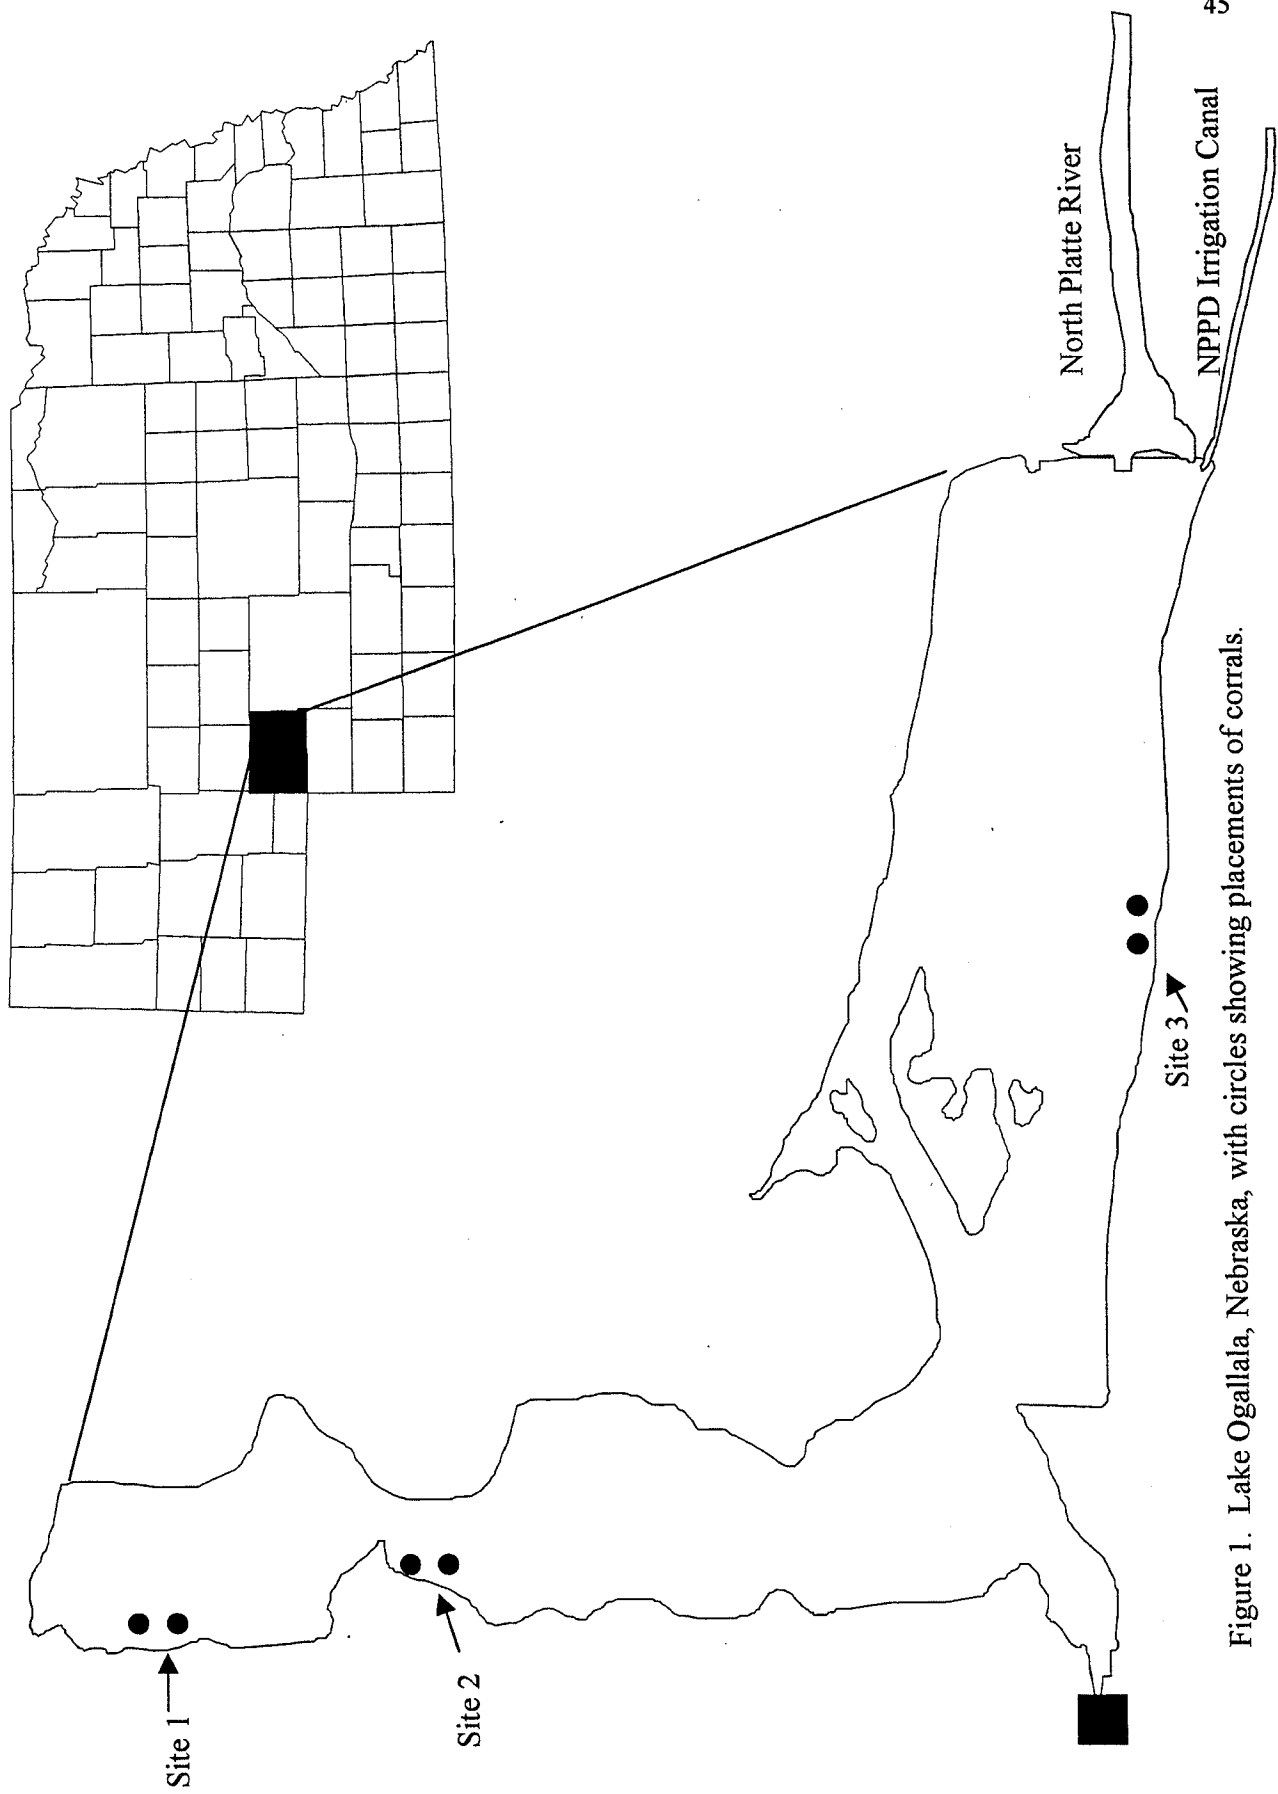 45
North Platte River
NPPD Irrigation Canal
Site 1
Site 2
Site 3
Figure 1. Lake Ogallala, Nebraska, with circles showing placements of corrals.